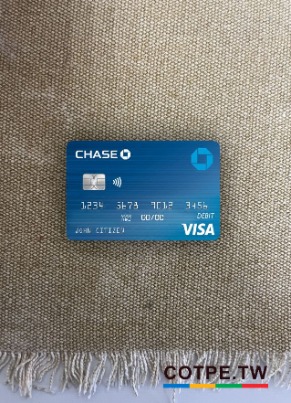 CHASE
1234 5678 9012 3456
00/00
DEBIT
JOHN CITIZEN
VISA
COTPE.TW